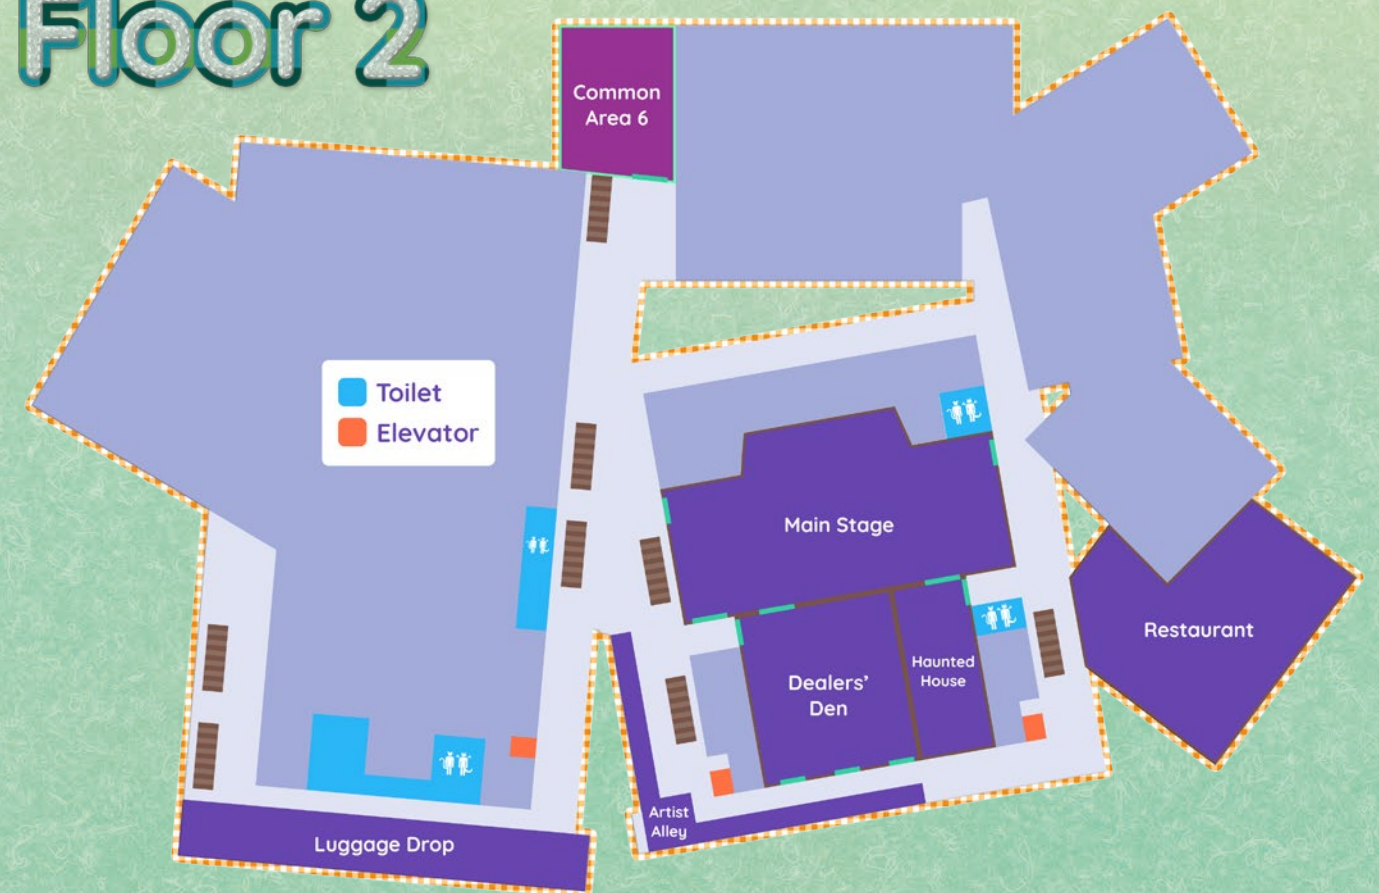 Floor 2
Common
Area 6
Toilet
Elevator
Main Stage
Restaurant
Haunted
House
Dealers’
Den
Artist
Alley
Luggage Drop